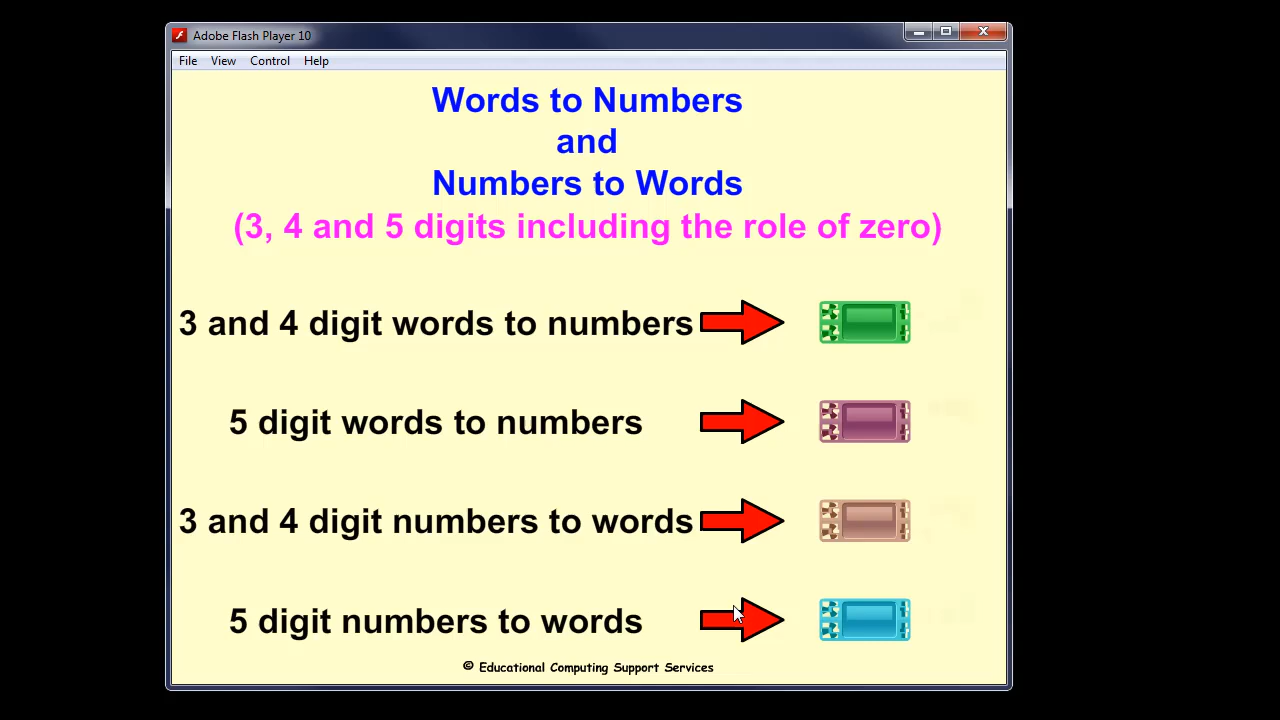 Adobe Flash Player 10
File View Control Help
Words to Numbers
and
Numbers to Words
(3, 4 and 5 digits including the role of zero)
3 and 4 digit words to numbers
5 digit words to numbers
3 and 4 digit numbers to words
5 digit numbers to words
© Educational Computing Support Services